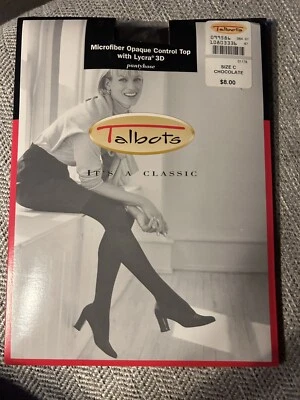 Microfiber Opaque Control Top
with Lycra® 3D
pantyhose
Talbots
SIZE C
CHOCOLATE
$8.00
Talbots
IT'S A CLASSIC